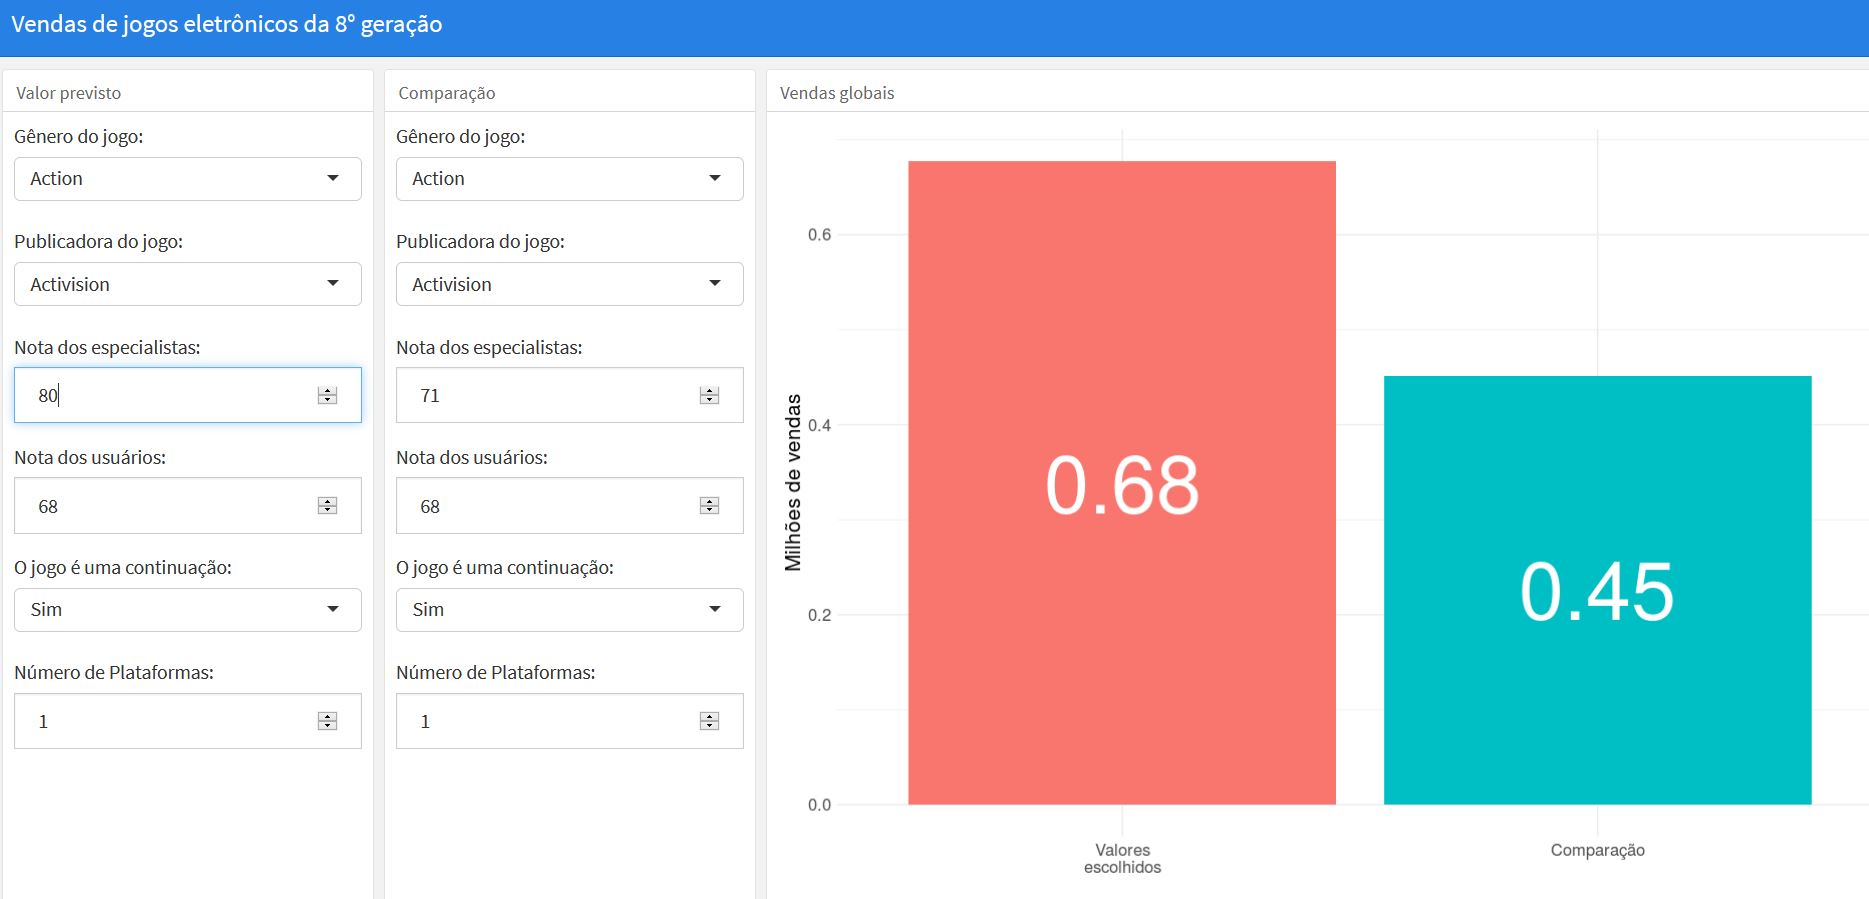 Vendas de jogos eletrônicos da 8° geração
Valor previsto
Gênero do jogo:
Action
Publicadora do jogo:
Activision
Nota dos especialistas:
80
Nota dos usuários:
68
O jogo é uma continuação:
Sim
Número de Plataformas:
1
Comparação
Gênero do jogo:
Action
Publicadora do jogo:
Activision
Nota dos especialistas:
71
Nota dos usuários:
68
O jogo é uma continuação:
Sim
Número de Plataformas:
1
Vendas globais
Milhões de vendas
0.6
0.4
0.2
0.0
0.68
0.45
Valores
escolhidos
Comparação